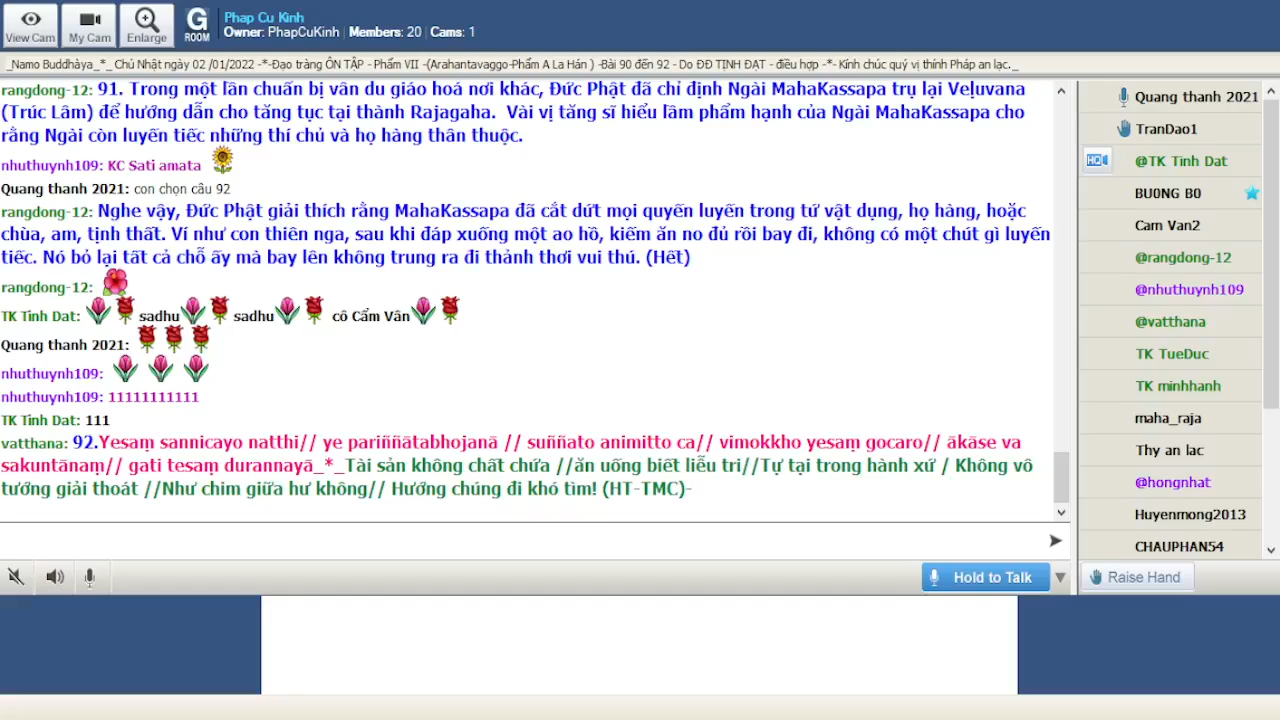 Phap Cu Kinh
Owner: PhapCuKinh | Members: 20 | Cams: 1
View Cam
My Cam
Enlarge
G
ROOM
_Namo Buddhàya_*_ Chủ Nhật ngày 02 /01/2022 -*-Đạo tràng ÔN TẬP - Phẩm VII -(Arahantavaggo-Phẩm A La Hán ) -Bài 90 đến 92 - Do ĐĐ TỊNH ĐẠT - điều hợp -*- Kính chúc quý vị thính Pháp an lạc._
rangdong-12: 91. Trong một lần chuẩn bị vân du giáo hoá nơi khác, Đức Phật đã chỉ định Ngài MahaKassapa trụ lại Veḷuvana
(Trúc Lâm) để hướng dẫn cho tăng tục tại thành Rajagaha. Vài vị tăng sĩ hiểu lầm phẩm hạnh của Ngài MahaKassapa cho
rằng Ngài còn luyến tiếc những thí chủ và họ hàng thân thuộc.
nhuthuynh109: KC Sati amata
Quang thanh 2021: con chọn câu 92
rangdong-12: Nghe vậy, Đức Phật giải thích rằng MahaKassapa đã cắt dứt mọi quyến luyến trong tứ vật dụng, họ hàng, hoặc
chùa, am, tịnh thất. Ví như con thiên nga, sau khi đáp xuống một ao hồ, kiếm ăn no đủ rồi bay đi, không có một chút gì luyến
tiếc. Nó bỏ lại tất cả chỗ ấy mà bay lên không trung ra đi thảnh thơi vui thú. (Hết)
rangdong-12:
TK Tinh Dat: sadhu sadhu cô Cẩm Vân
Quang thanh 2021:
nhuthuynh109:
nhuthuynh109: 11111111111
TK Tinh Dat: 111
vatthana: 92.Yesaṃ sannicayo natthi// ye pariññātabhojanā // suññato animitto ca// vimokkho yesaṃ gocaro// ākāse va
sakuntānaṃ// gati tesaṃ durannayā_*_Tài sản không chất chứa //ăn uống biết liễu tri//Tự tại trong hành xứ / Không vô
tướng giải thoát //Như chim giữa hư không// Hướng chúng đi khó tìm! (HT-TMC)-
Hold to Talk
Quang thanh 2021
TranDao1
HQ
@TK Tinh Dat
BU0NG B0
Cam Van2
@rangdong-12
@nhuthuynh109
@vatthana
TK TueDuc
TK minhhanh
maha_raja
Thy an lac
@hongnhat
Huyenmong2013
CHAUPHAN54
Raise Hand